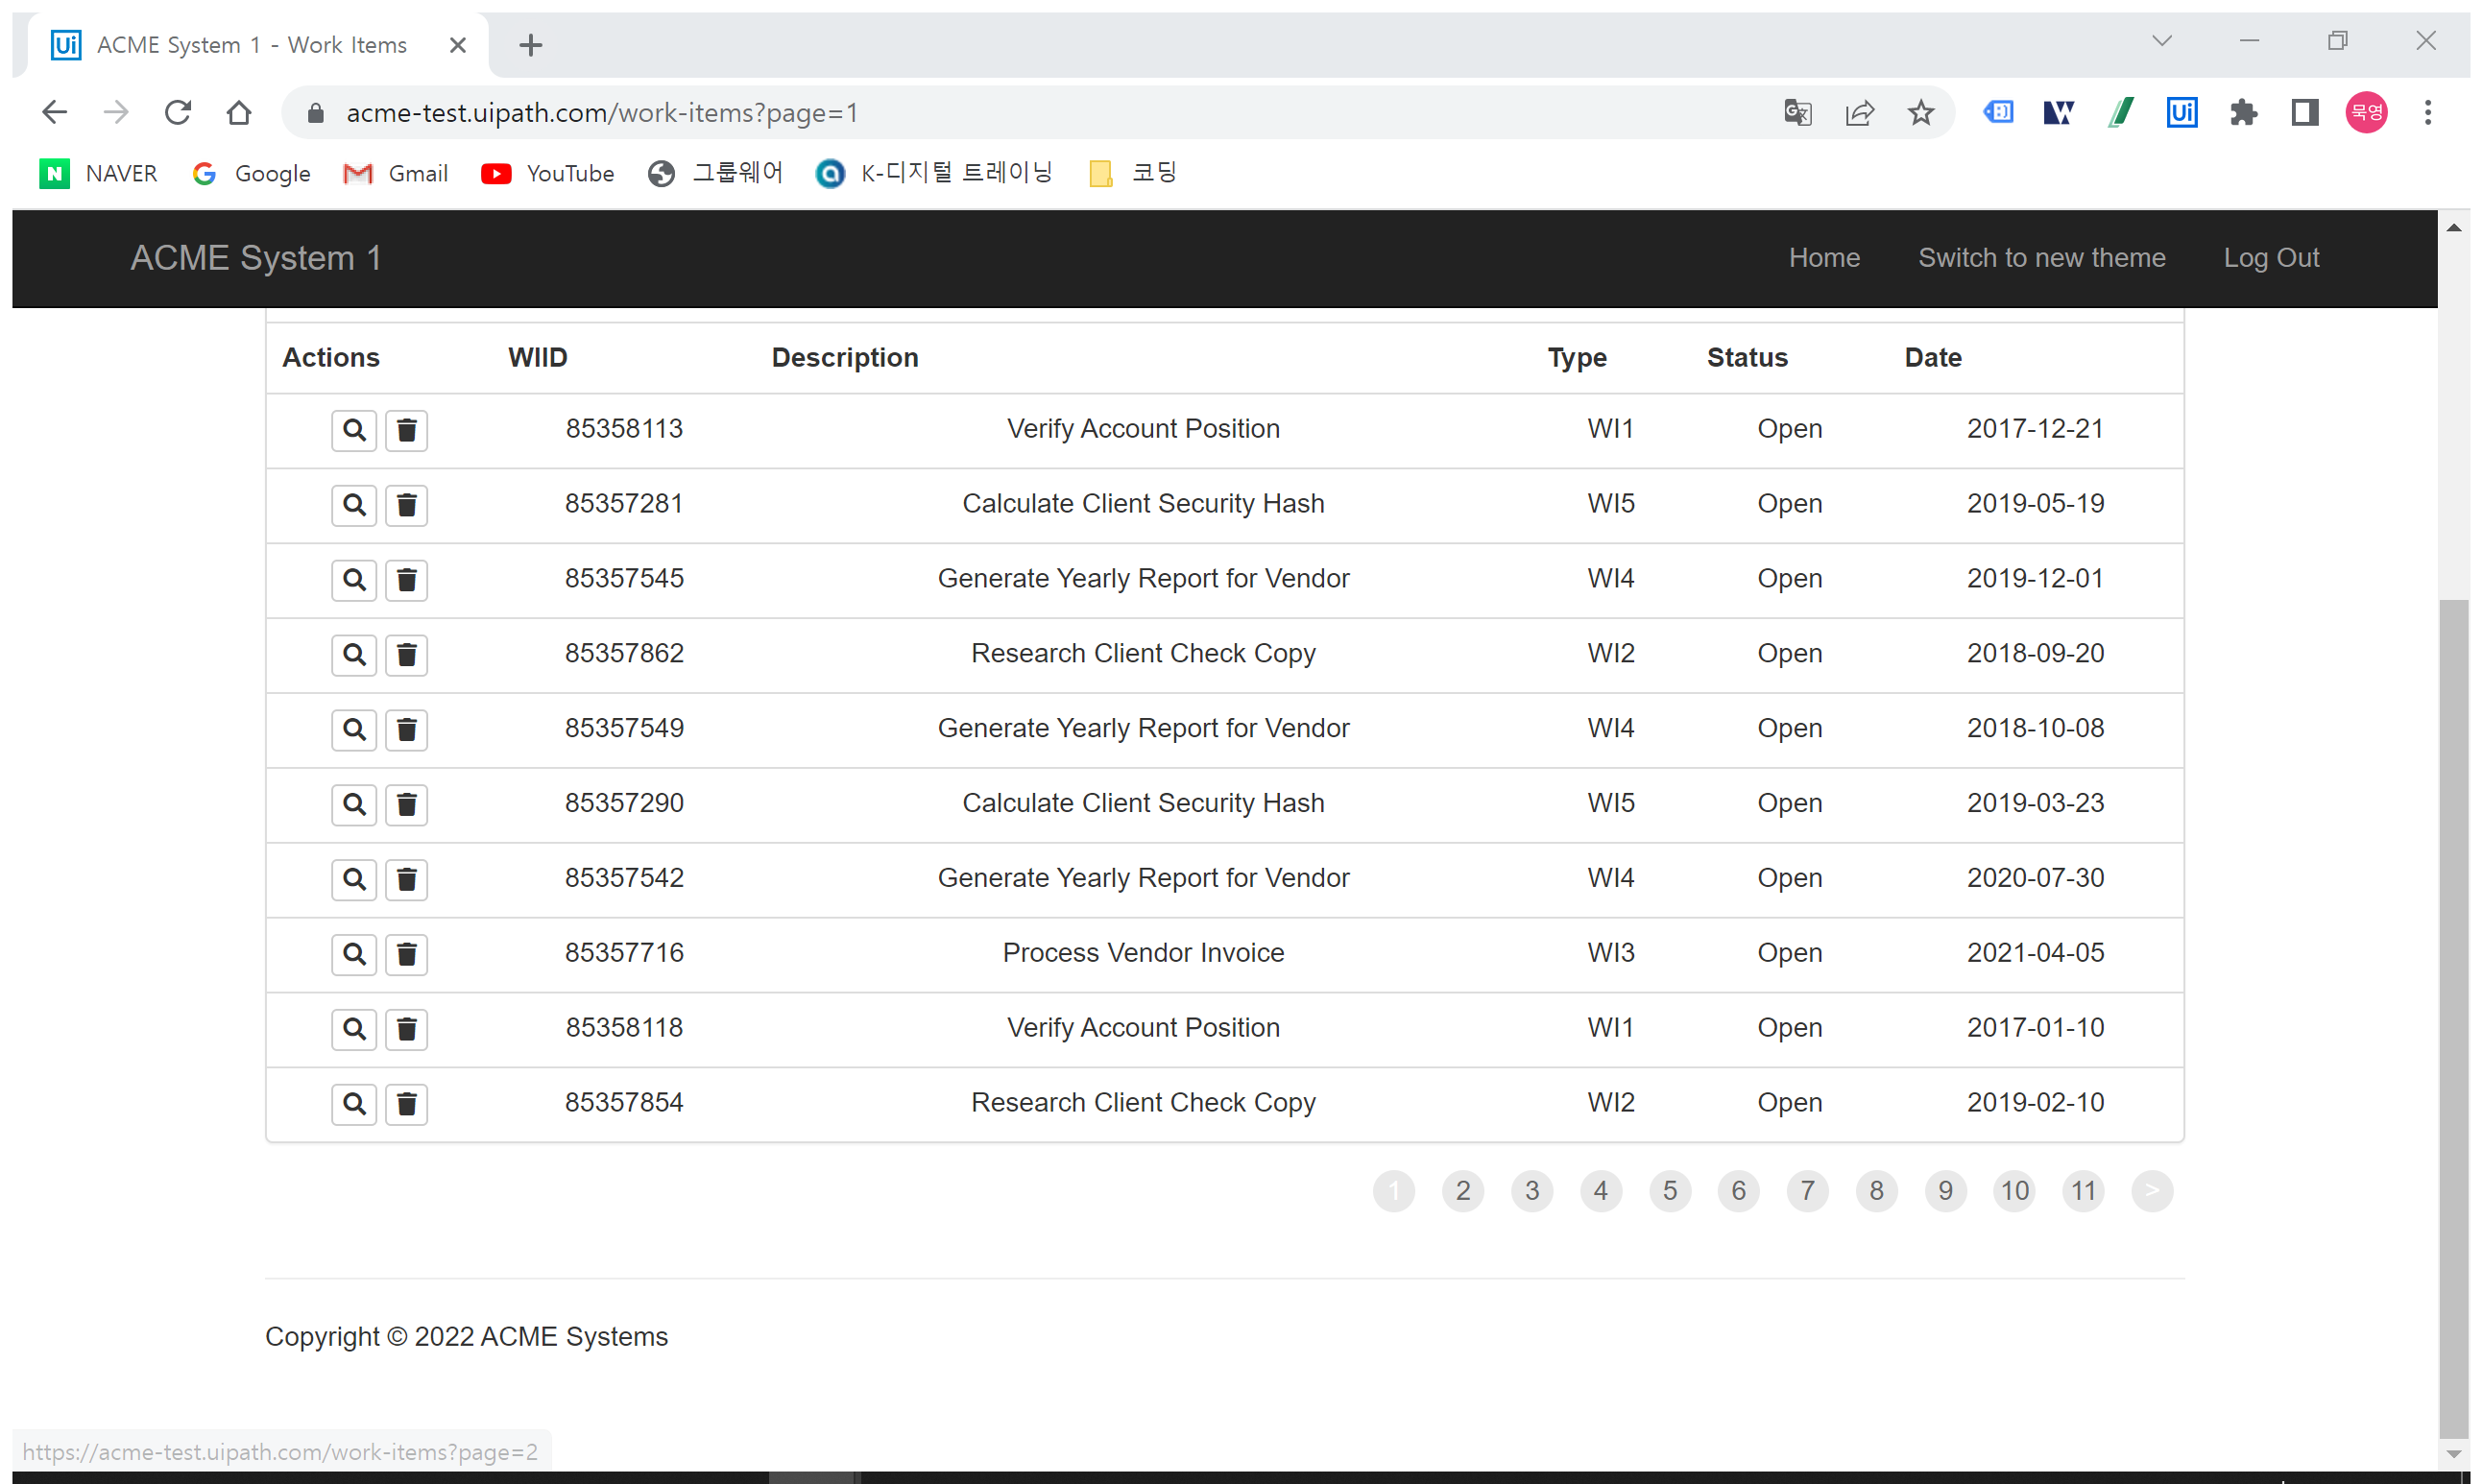 Ui ACME System 1 - Work Items
acme-test.uipath.com/work-items?page=1 Ui 묵영
N NAVER Google Gmail YouTube 그룹웨어 K-디지털 트레이닝 코딩
ACME System 1 Home Switch to new theme Log Out
Actions WIID Description Type Status Date
85358113 Verify Account Position WI1 Open 2017-12-21
85357281 Calculate Client Security Hash WI5 Open 2019-05-19
85357545 Generate Yearly Report for Vendor WI4 Open 2019-12-01
85357862 Research Client Check Copy WI2 Open 2018-09-20
85357549 Generate Yearly Report for Vendor WI4 Open 2018-10-08
85357290 Calculate Client Security Hash WI5 Open 2019-03-23
85357542 Generate Yearly Report for Vendor WI4 Open 2020-07-30
85357716 Process Vendor Invoice WI3 Open 2021-04-05
85358118 Verify Account Position WI1 Open 2017-01-10
85357854 Research Client Check Copy WI2 Open 2019-02-10
1 2 3 4 5 6 7 8 9 10 11 >
Copyright © 2022 ACME Systems
https://acme-test.uipath.com/work-items?page=2